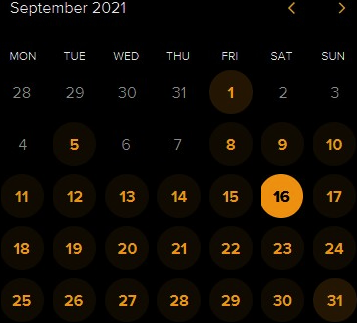 September 2021
MON TUE WED THU FRI SAT SUN
28 29 30 31 1 2 3
4 5 6 7 8 9 10
11 12 13 14 15 16 17
18 19 20 21 22 23 24
25 26 27 28 29 30 31